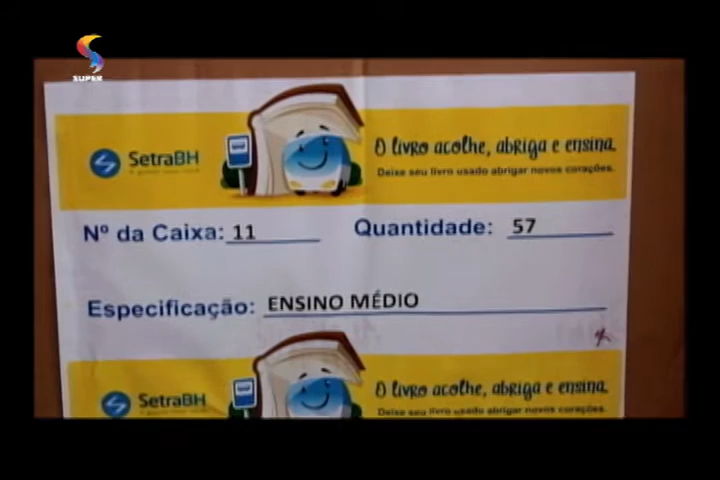 SUPER
SetraBH
O livro acolhe, abriga e ensina.
Deixe seu livro usado abrigar novos corações.
Nº da Caixa: 11
Quantidade: 57
Especificação: ENSINO MÉDIO
SetraBH
O livro acolhe, abriga e ensina.
Deixe seu livro usado abrigar novos corações.